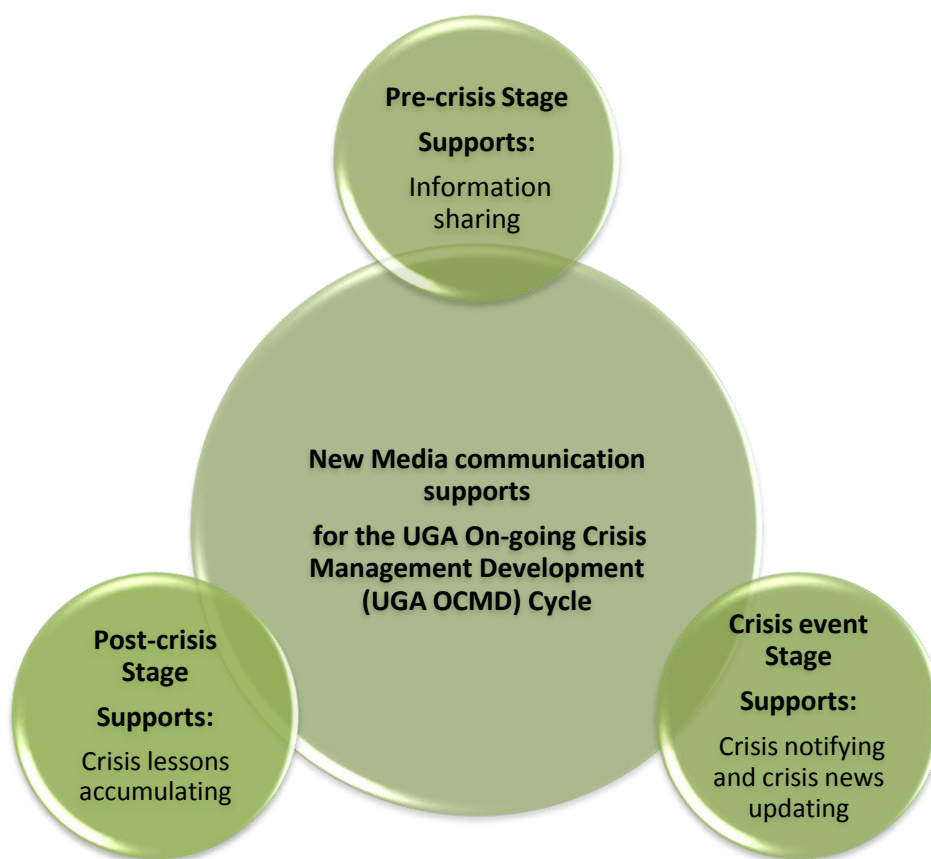 Pre-crisis Stage
Supports:
Information
sharing
New Media communication
supports
for the UGA On-going Crisis
Management Development
(UGA OCMD) Cycle
Post-crisis
Stage
Supports:
Crisis lessons
accumulating
Crisis event
Stage
Supports:
Crisis notifying
and crisis news
updating